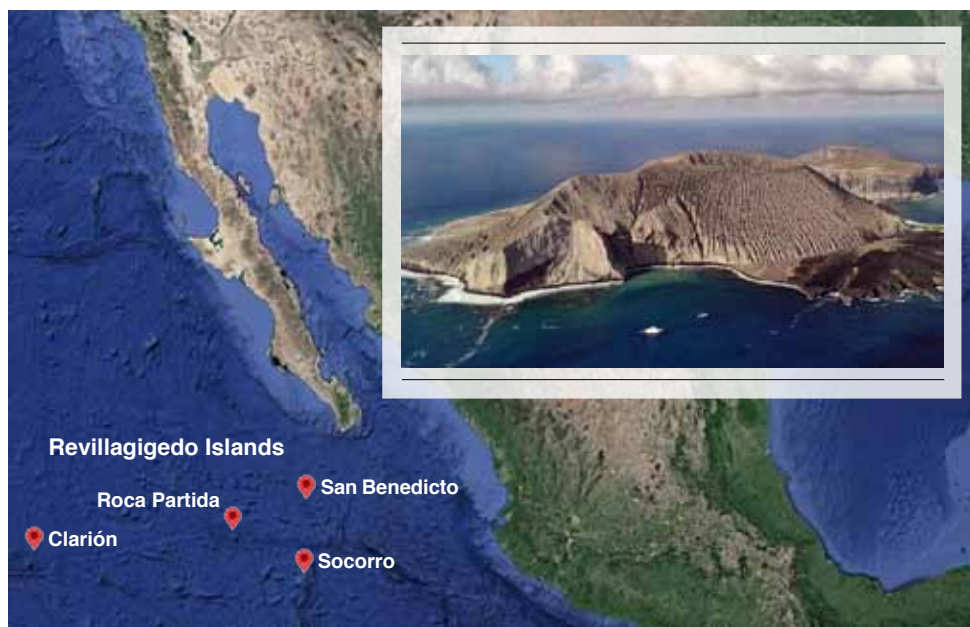 Revillagigedo Islands
San Benedicto
Roca Partida
Clarión
Socorro